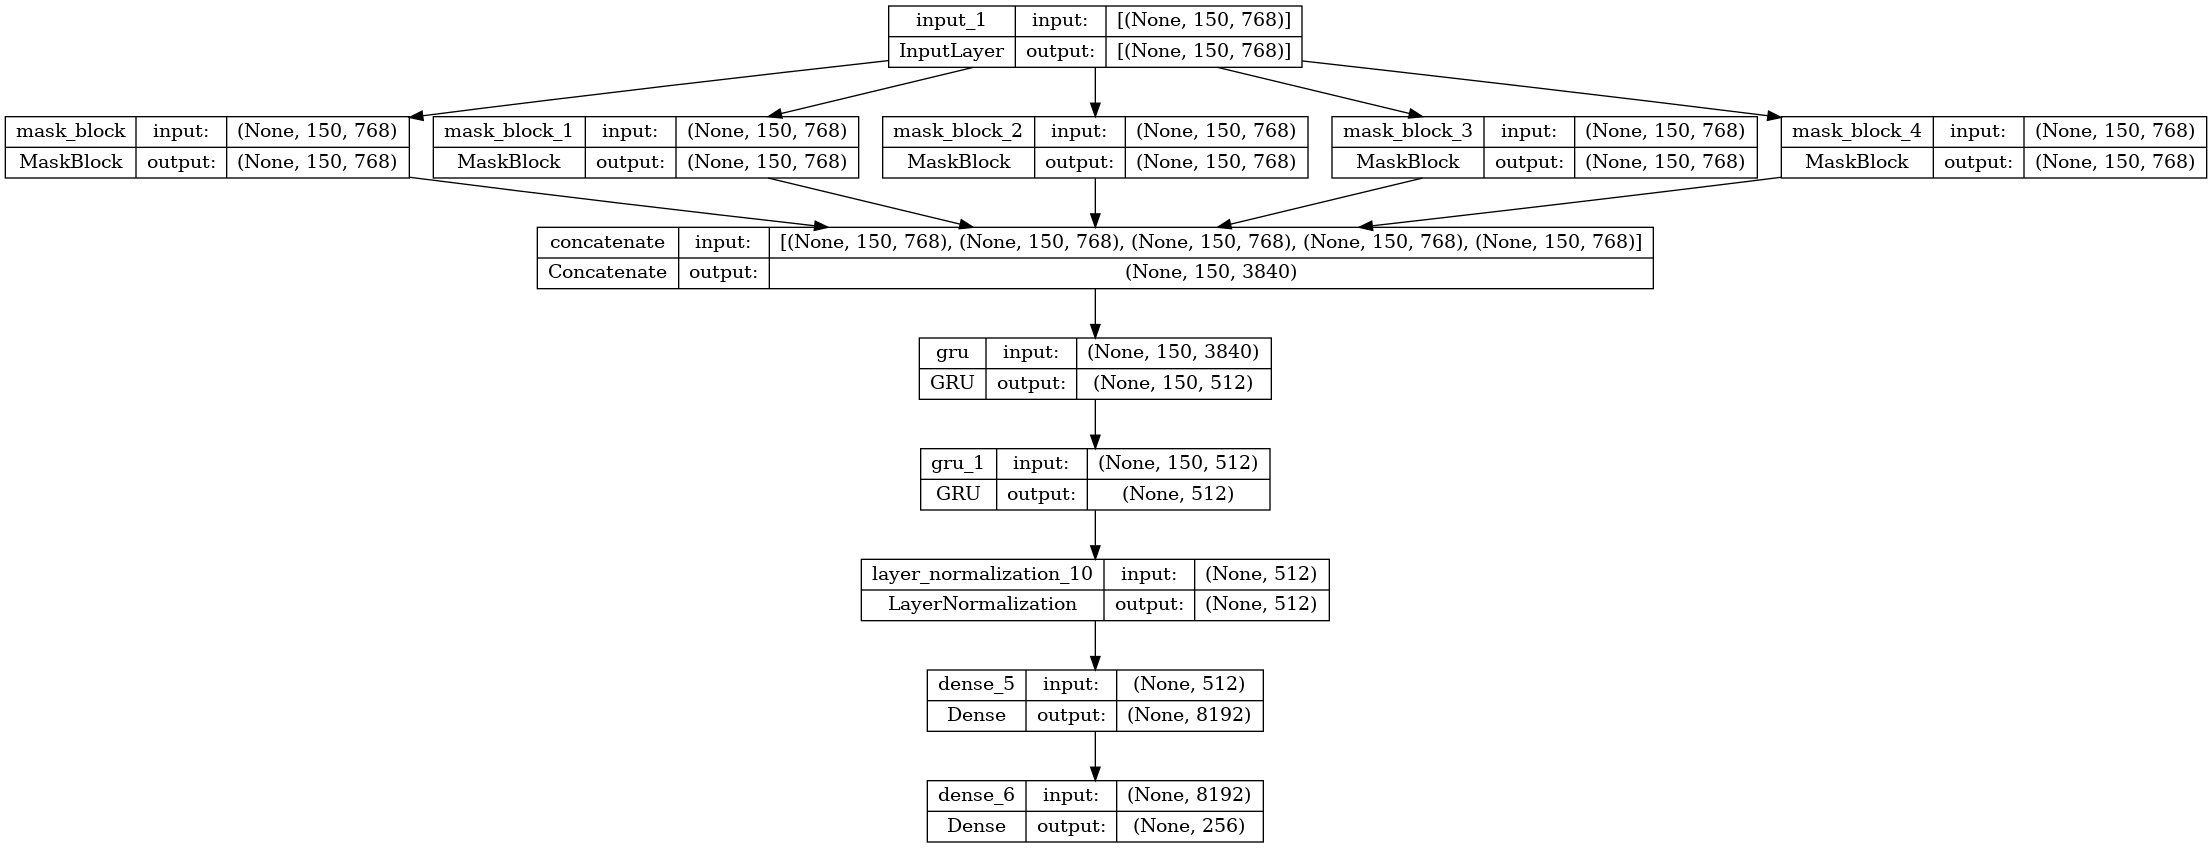 input_1 input: [(None, 150, 768)]
InputLayer output: [(None, 150, 768)]
mask_block input: (None, 150, 768) mask_block_1 input: (None, 150, 768) mask_block_2 input: (None, 150, 768) mask_block_3 input: (None, 150, 768) mask_block_4 input: (None, 150, 768)
MaskBlock output: (None, 150, 768) MaskBlock output: (None, 150, 768) MaskBlock output: (None, 150, 768) MaskBlock output: (None, 150, 768) MaskBlock output: (None, 150, 768)
concatenate input: [(None, 150, 768), (None, 150, 768), (None, 150, 768), (None, 150, 768), (None, 150, 768)]
Concatenate output: (None, 150, 3840)
gru input: (None, 150, 3840)
GRU output: (None, 150, 512)
gru_1 input: (None, 150, 512)
GRU output: (None, 512)
layer_normalization_10 input: (None, 512)
LayerNormalization output: (None, 512)
dense_5 input: (None, 512)
Dense output: (None, 8192)
dense_6 input: (None, 8192)
Dense output: (None, 256)